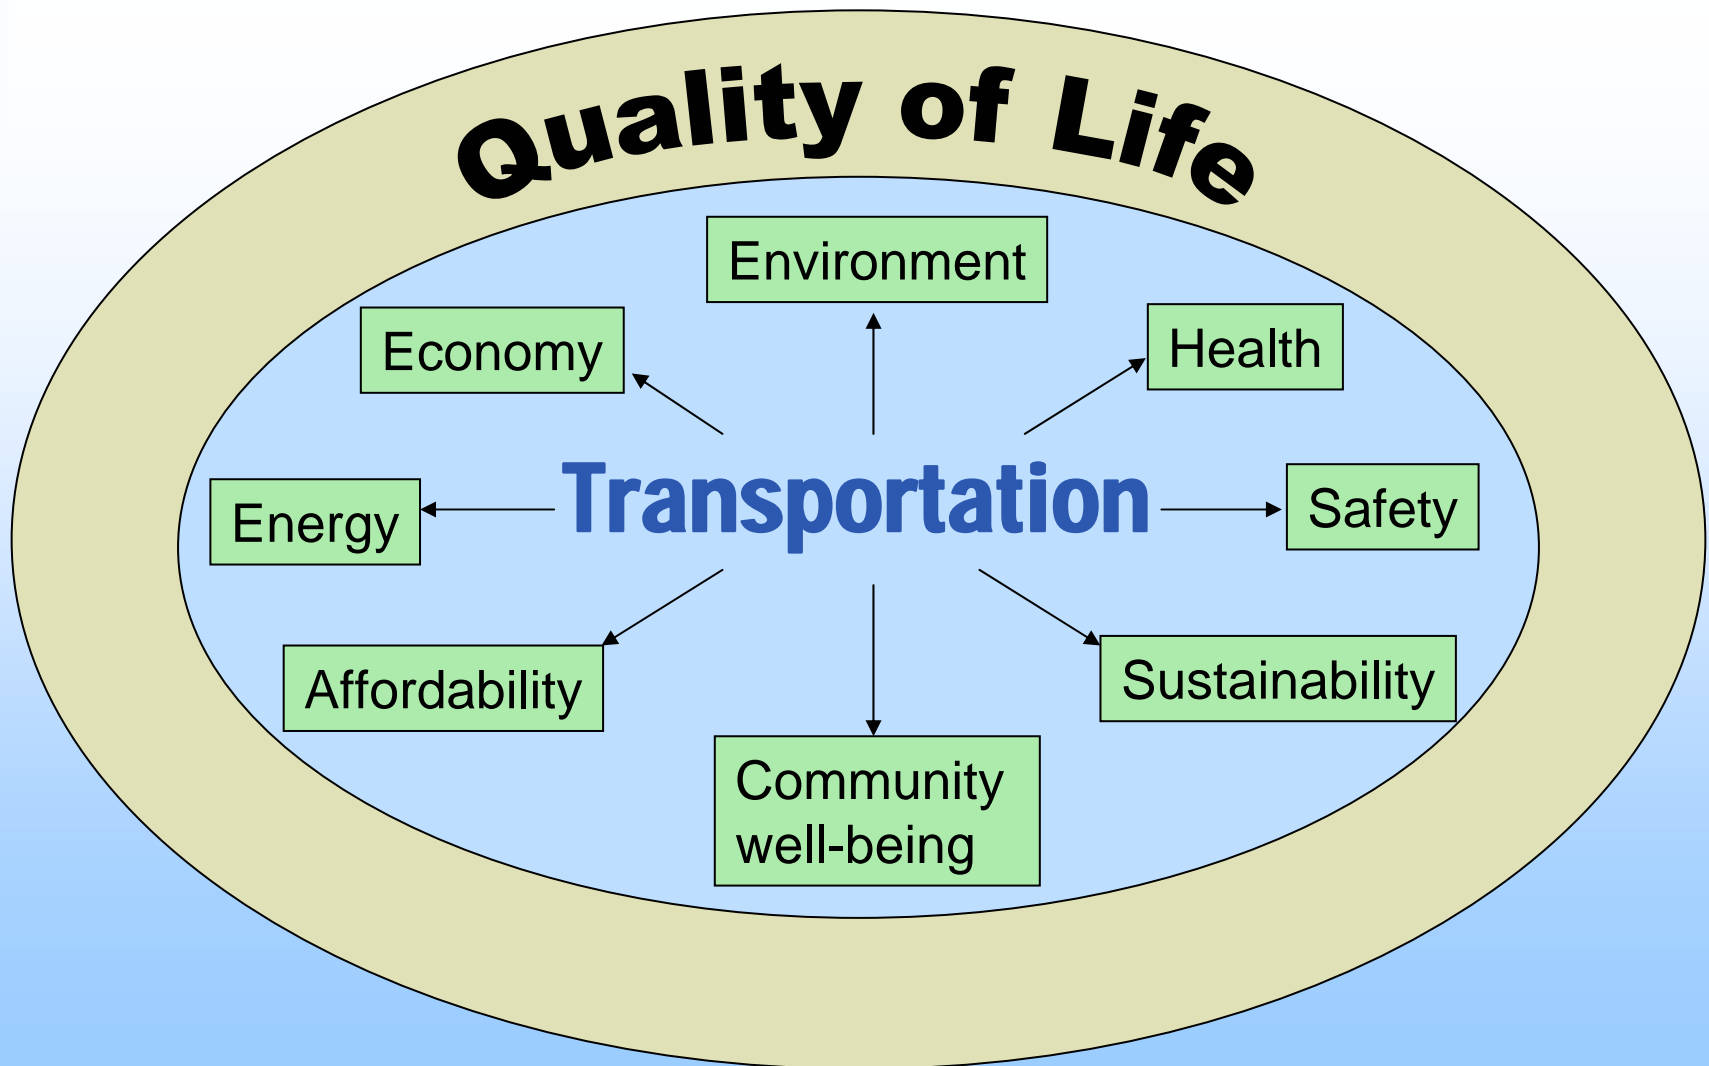 Quality of Life
Environment
Economy
Health
Transportation
Energy
Safety
Affordability
Sustainability
Community
well-being